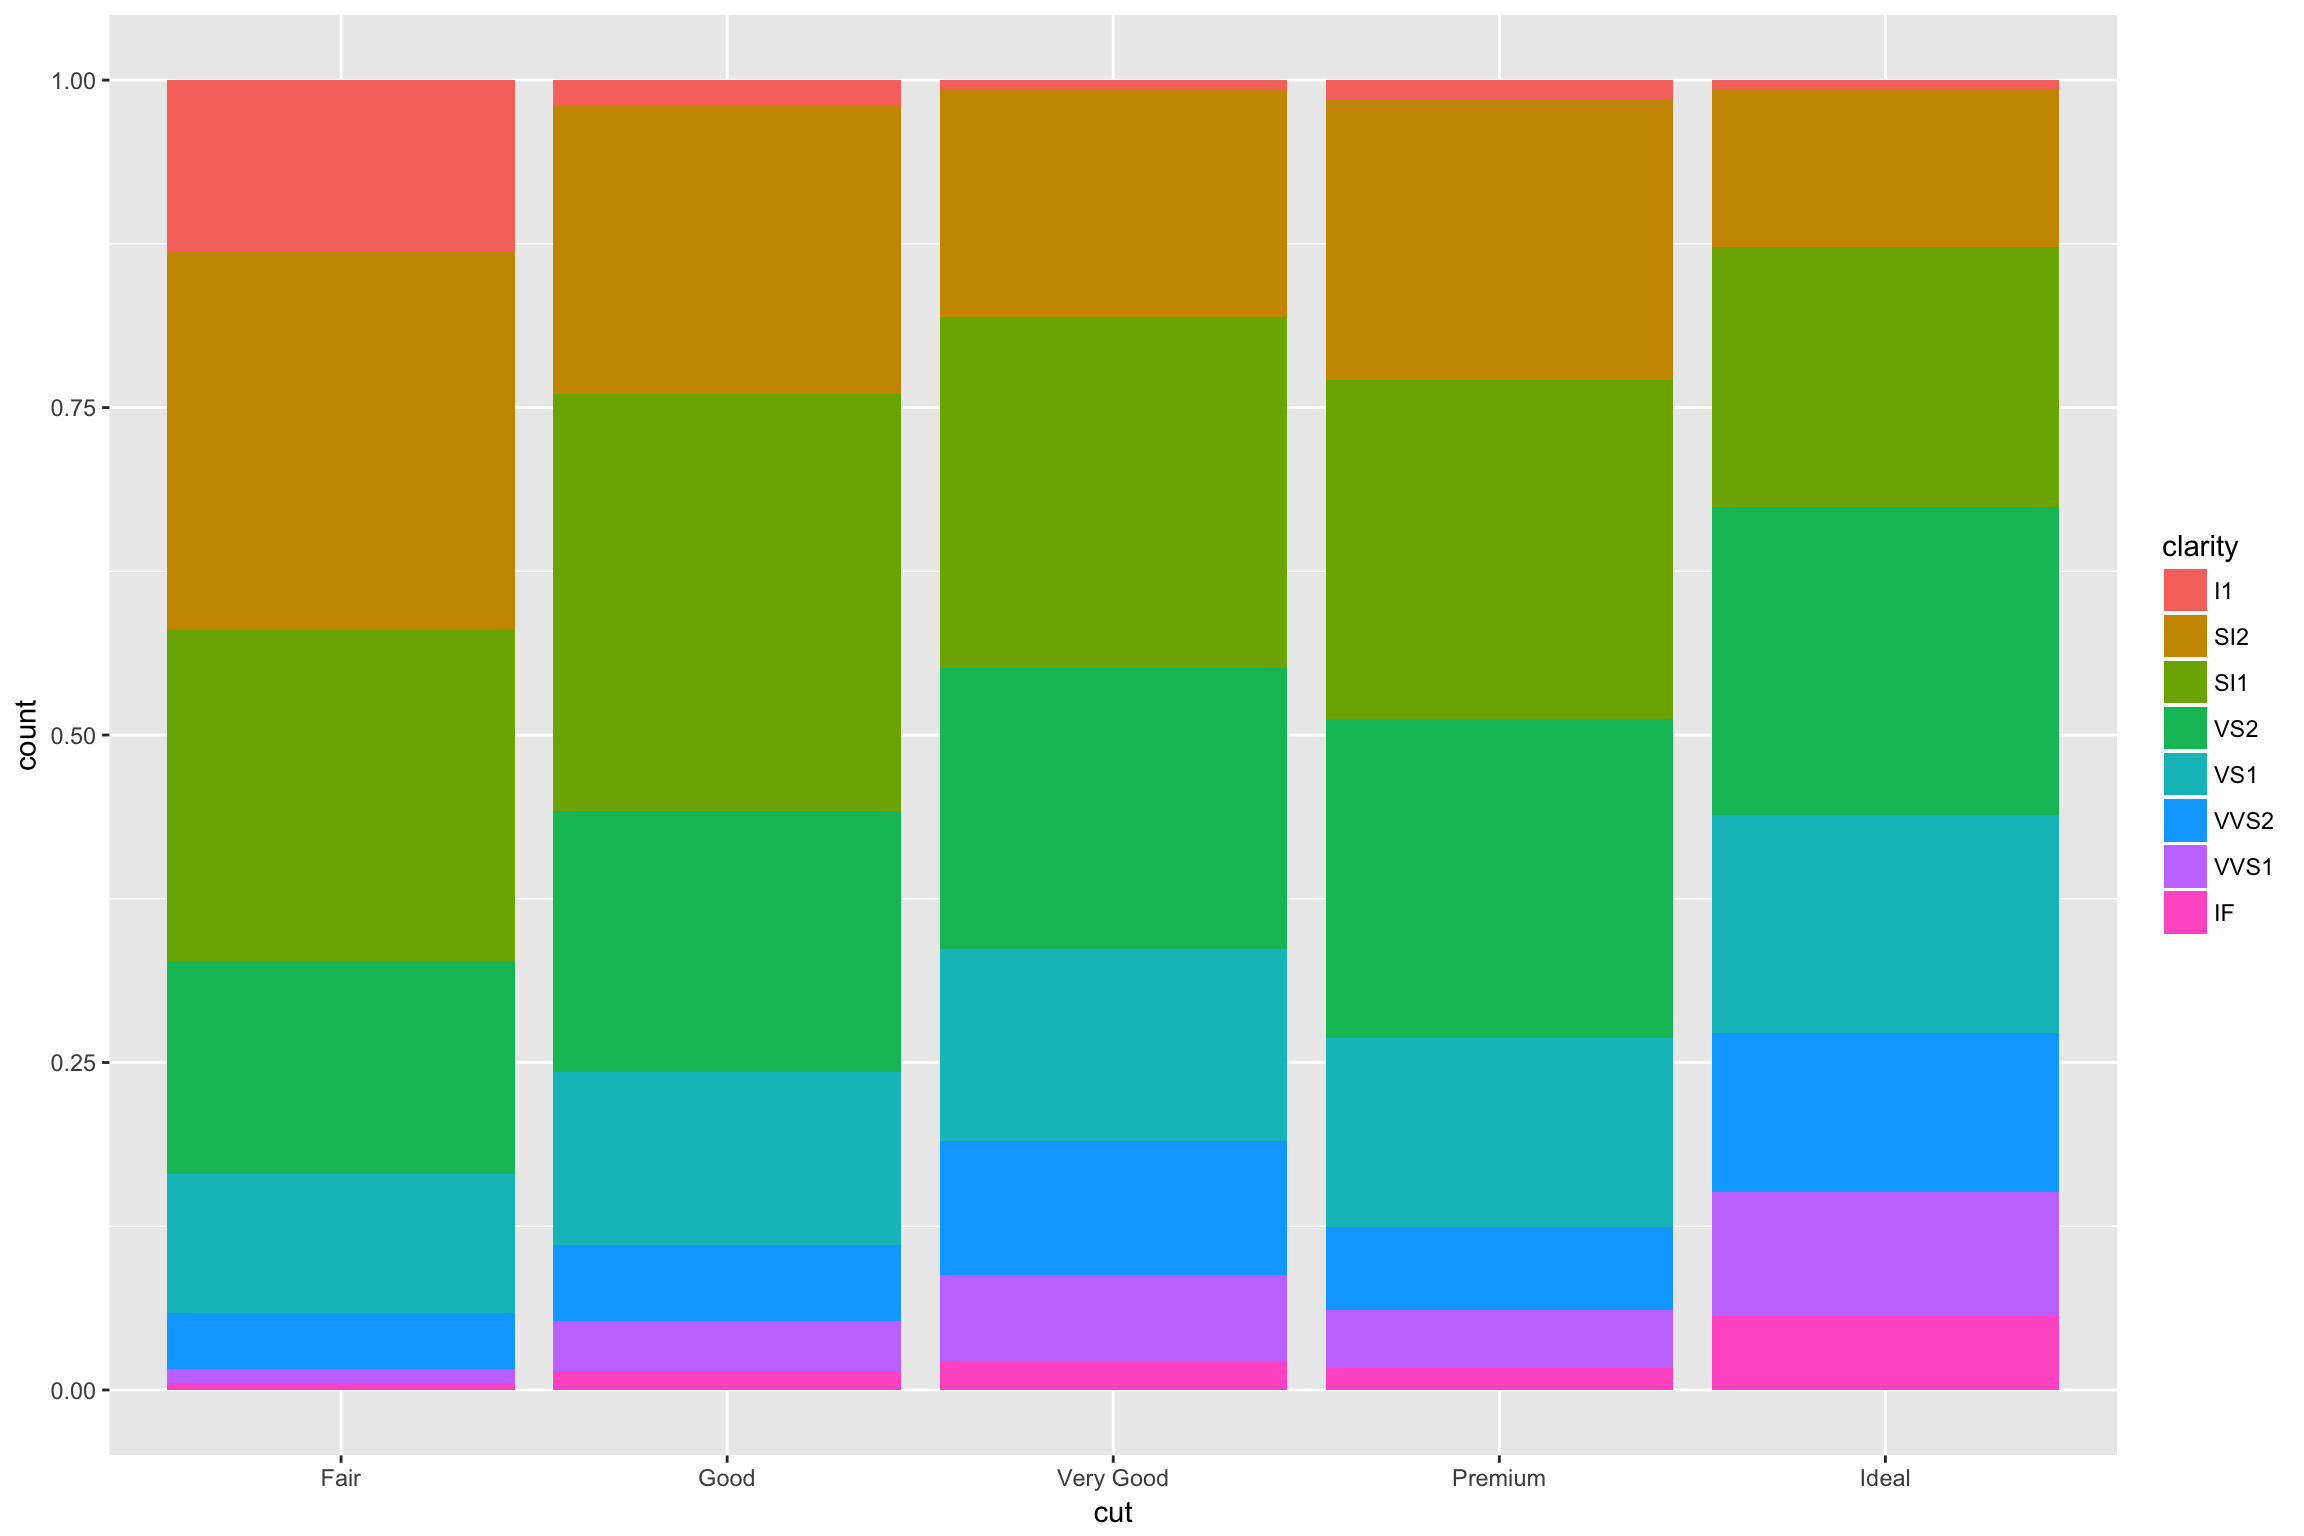 1.00
0.75
0.50
0.25
0.00
count
Fair Good Very Good Premium Ideal
cut
clarity
I1
SI2
SI1
VS2
VS1
VVS2
VVS1
IF